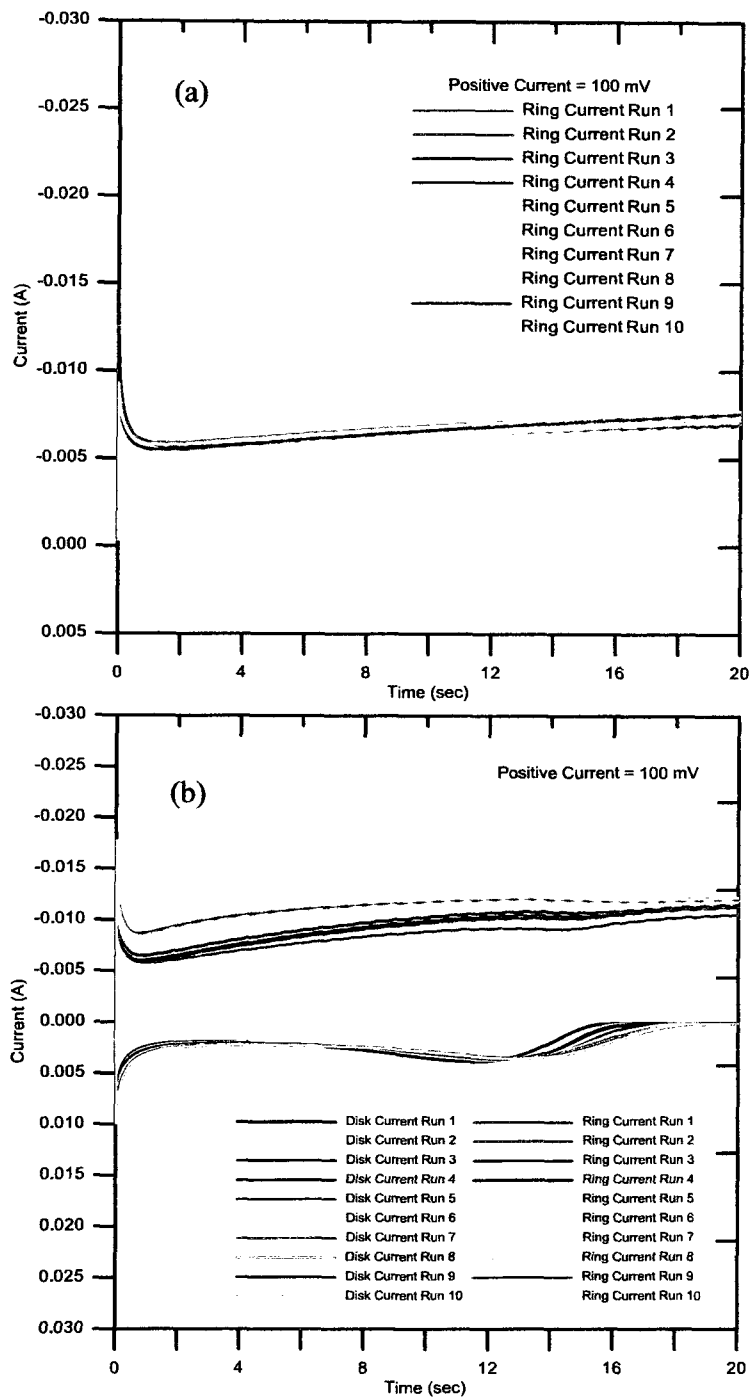 -0.030
-0.025
-0.020
-0.015
-0.010
-0.005
0.000
0.005
Current (A)
(a)
Positive Current = 100 mV
Ring Current Run 1
Ring Current Run 2
Ring Current Run 3
Ring Current Run 4
Ring Current Run 5
Ring Current Run 6
Ring Current Run 7
Ring Current Run 8
Ring Current Run 9
Ring Current Run 10
0 4 8 12 16 20
Time (sec)
-0.030
-0.025
-0.020
-0.015
-0.010
-0.005
0.000
0.005
0.010
0.015
0.020
0.025
0.030
Current (A)
(b)
Positive Current = 100 mV
Disk Current Run 1 Ring Current Run 1
Disk Current Run 2 Ring Current Run 2
Disk Current Run 3 Ring Current Run 3
Disk Current Run 4 Ring Current Run 4
Disk Current Run 5 Ring Current Run 5
Disk Current Run 6 Ring Current Run 6
Disk Current Run 7 Ring Current Run 7
Disk Current Run 8 Ring Current Run 8
Disk Current Run 9 Ring Current Run 9
Disk Current Run 10 Ring Current Run 10
0 4 8 12 16 20
Time (sec)